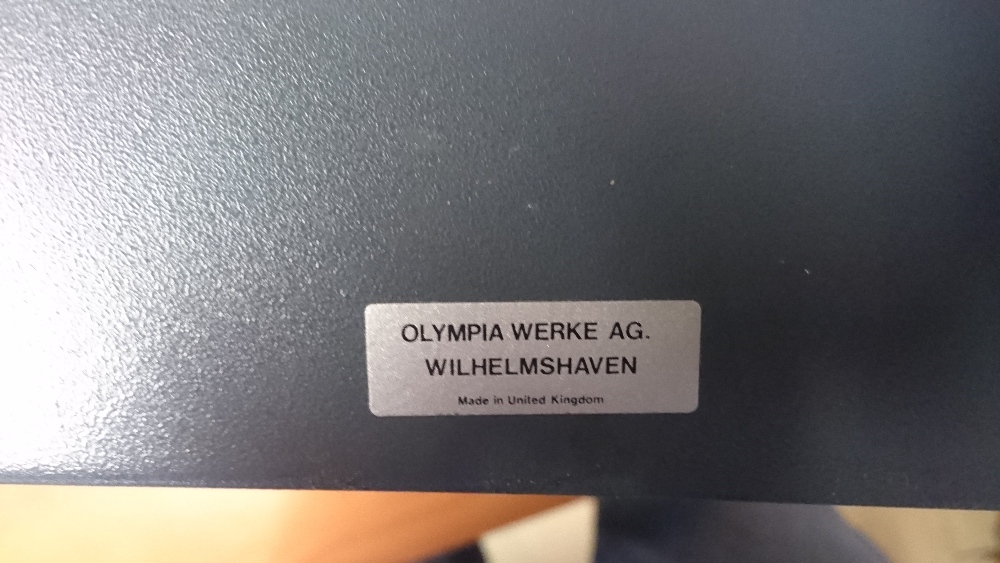 OLYMPIA WERKE AG.
WILHELMSHAVEN
Made in United Kingdom